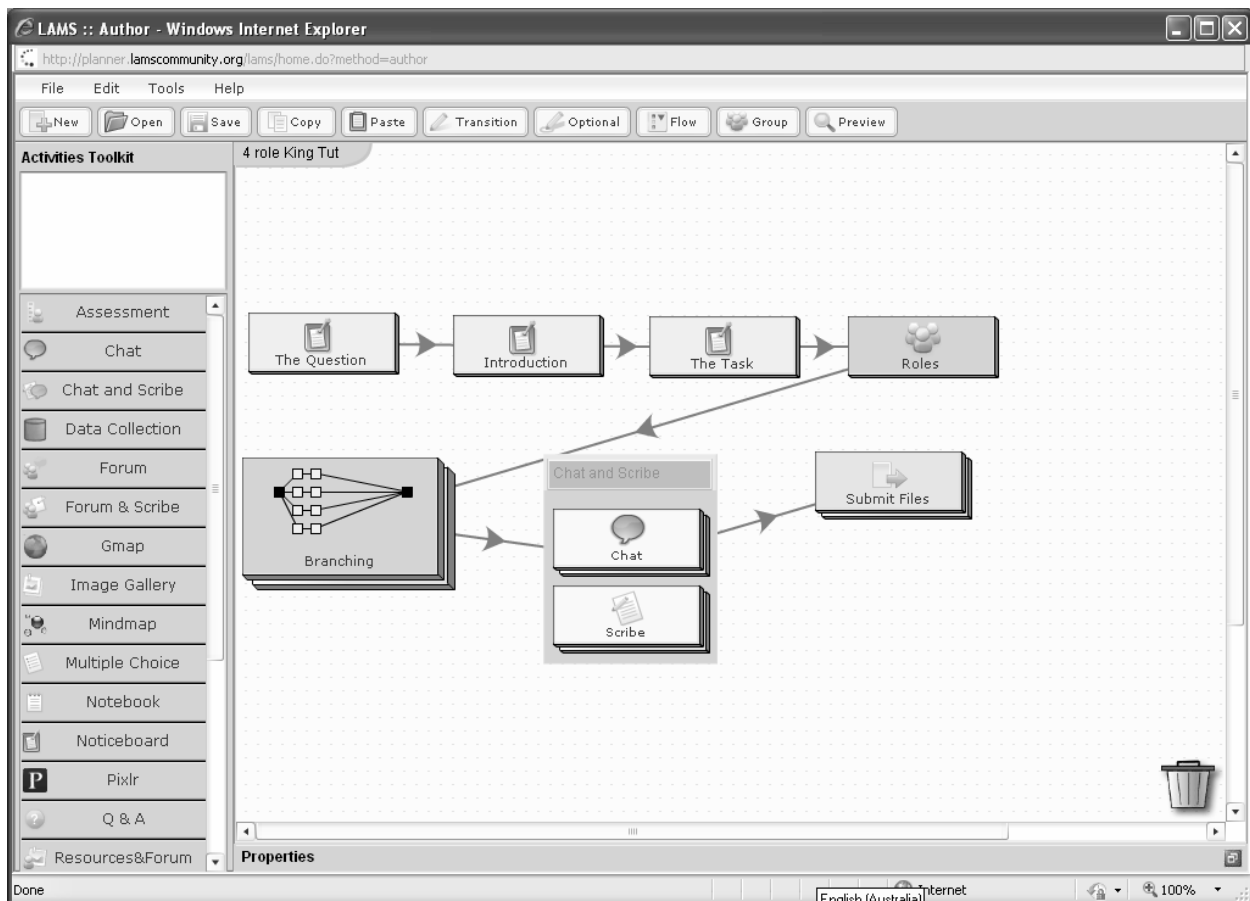 LAMS :: Author - Windows Internet Explorer
http://planner.lamscommunity.org/lams/home.do?method=author
File Edit Tools Help
New Open Save Copy Paste Transition Optional Flow Group Preview
Activities Toolkit
4 role King Tut
Assessment
Chat
Chat and Scribe
Data Collection
Forum
Forum & Scribe
Gmap
Image Gallery
Mindmap
Multiple Choice
Notebook
Noticeboard
P Pixlr
Q & A
Resources&Forum
The Question
Introduction
The Task
Roles
Branching
Chat and Scribe
Chat
Scribe
Submit Files
Properties
Done
English (Australia)
100%